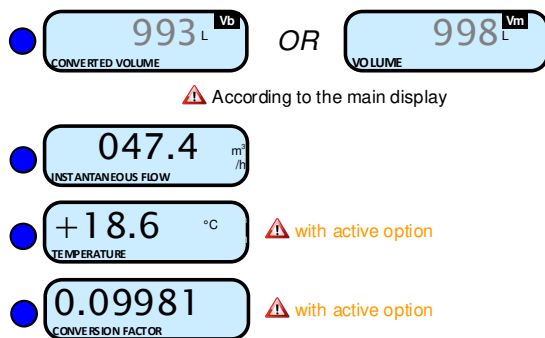 993 L Vb
CONVERTED VOLUME
OR
998 L Vm
VOLUME
According to the main display
047.4 m³/h
INSTANTANEOUS FLOW
+18.6 °C
TEMPERATURE
with active option
0.09981
CONVERSION FACTOR
with active option